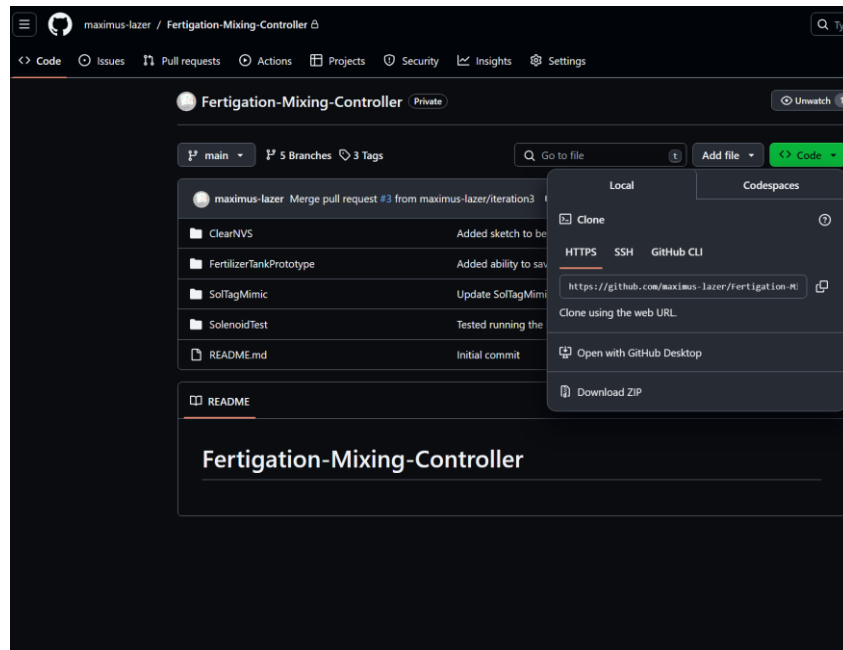 maximus-lazer / Fertigation-Mixing-Controller
Ty
Code Issues Pull requests Actions Projects Security Insights Settings
Fertigation-Mixing-Controller Private
Unwatch 1
main 5 Branches 3 Tags
Go to file t
Add file
Code
Local Codespaces
maximus-lazer Merge pull request #3 from maximus-lazer/iteration3
Clone
ClearNVS Added sketch to be
HTTPS SSH GitHub CLI
FertilizerTankPrototype Added ability to sav
https://github.com/maximus-lazer/Fertigation-Mi
SolTagMimic Update SolTagMimi
Clone using the web URL.
SolenoidTest Tested running the
README.md Initial commit
Open with GitHub Desktop
Download ZIP
README
Fertigation-Mixing-Controller